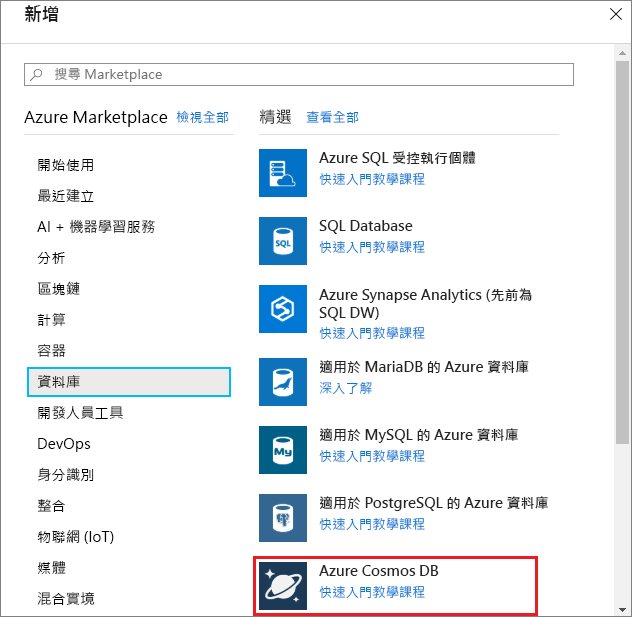 新增
搜尋 Marketplace
Azure Marketplace 檢視全部
開始使用
最近建立
AI + 機器學習服務
分析
區塊鏈
計算
容器
資料庫
開發人員工具
DevOps
身分識別
整合
物聯網 (IoT)
媒體
混合實境
精選 查看全部
Azure SQL 受控執行個體
快速入門教學課程
SQL
SQL Database
快速入門教學課程
Azure Synapse Analytics (先前為
SQL DW)
快速入門教學課程
適用於 MariaDB 的 Azure 資料庫
深入了解
My
適用於 MySQL 的 Azure 資料庫
快速入門教學課程
適用於 PostgreSQL 的 Azure 資料庫
快速入門教學課程
Azure Cosmos DB
快速入門教學課程